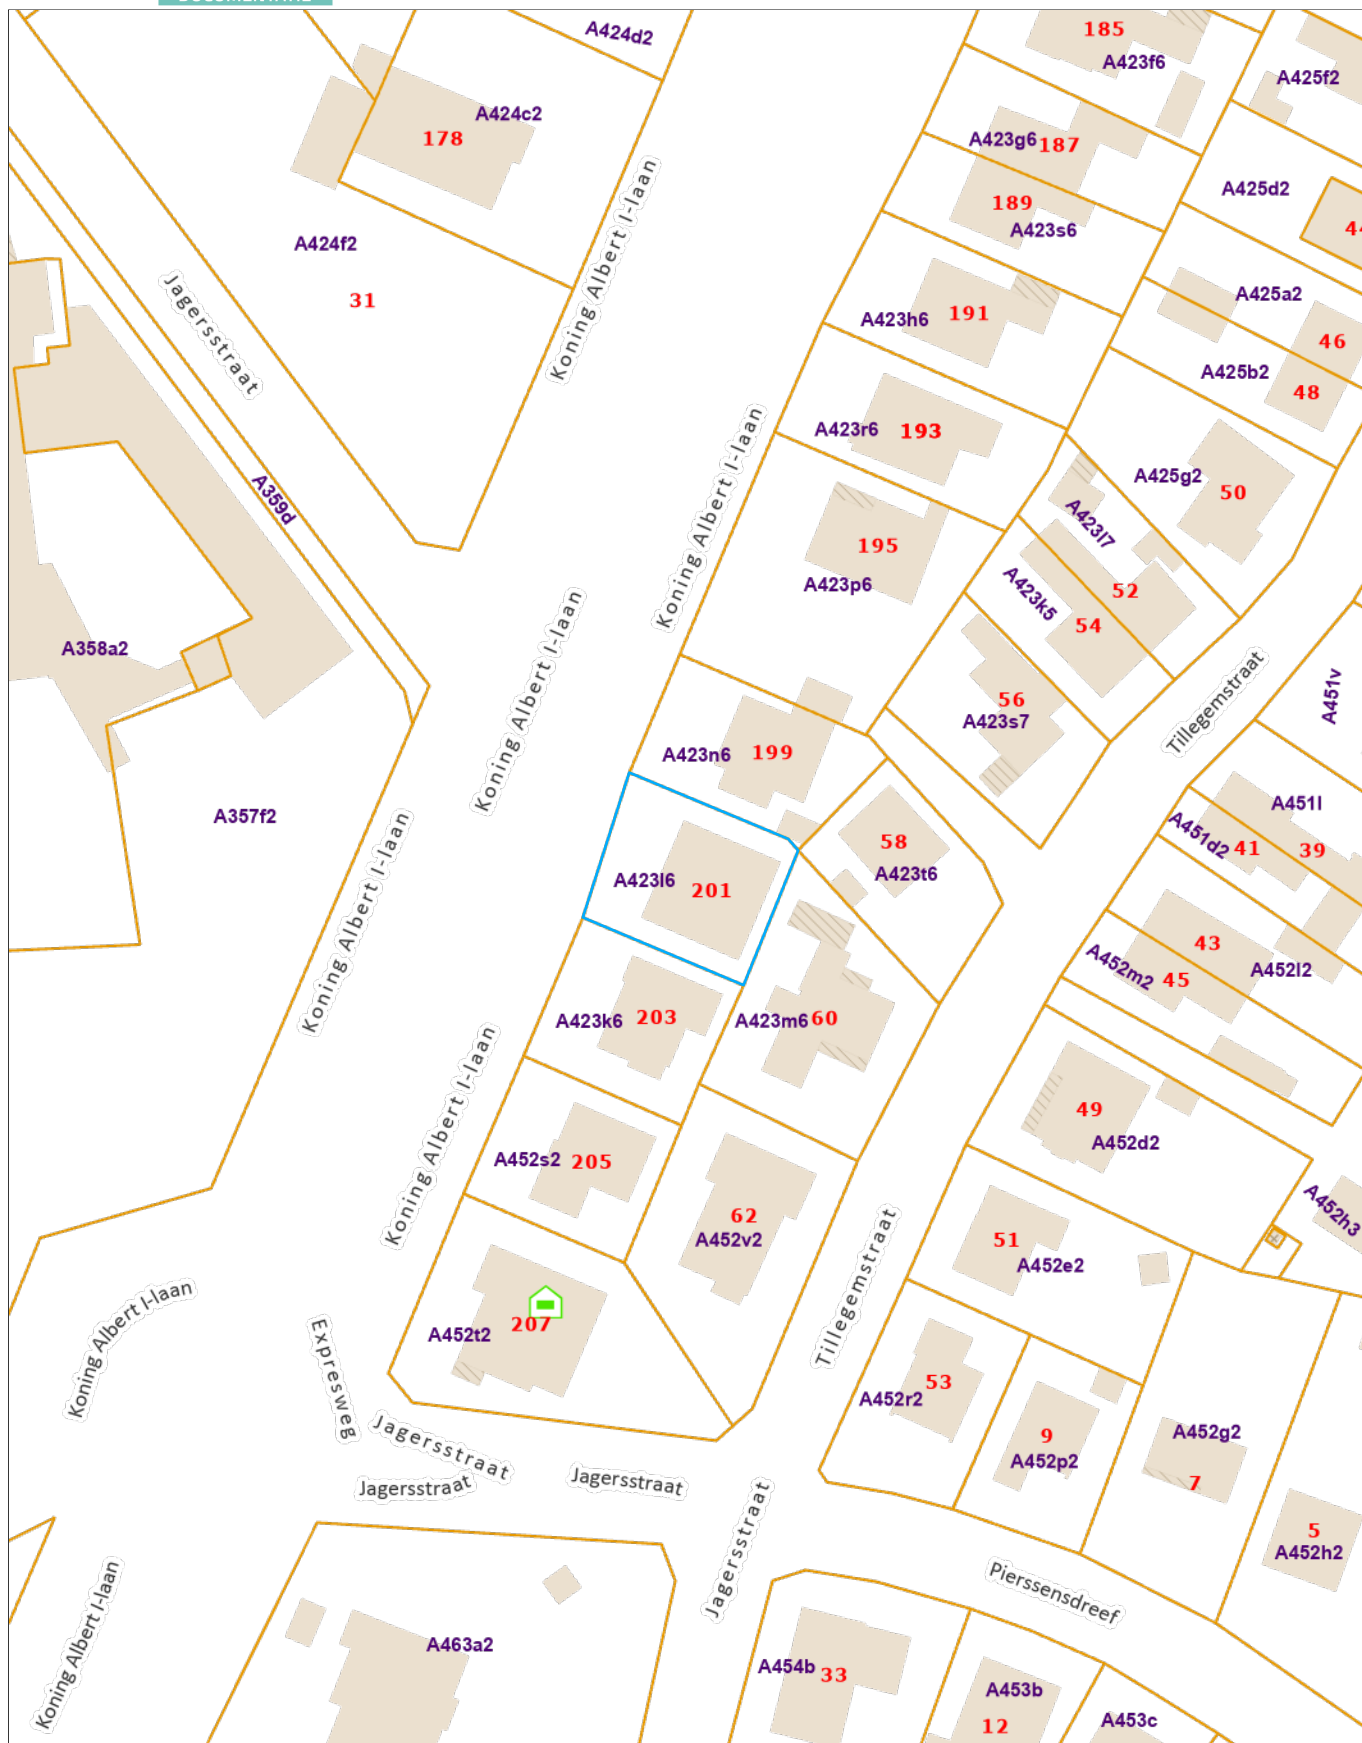 A424d2
185
A423f6
A425f2
A424c2
178
A423g6
187
A425d2
189
A423s6
A424f2
31
Jagersstraat
Koning Albert I-laan
A425a2
A423h6
191
46
A425b2
48
A423r6
193
Koning Albert I-laan
A425g2
50
A359d
A423l7
195
A423p6
A423k5
52
54
A358a2
Koning Albert I-laan
56
A423s7
Tillegemstraat
A451v
A423n6
199
A357f2
A451l
A451d2
41
39
58
A423t6
A423l6
201
Koning Albert I-laan
43
A452m2
45
A452l2
A423k6
203
A423m6
60
49
A452d2
Koning Albert I-laan
A452s2
205
62
A452v2
A452h3
51
A452e2
Tillegemstraat
A452t2
207
Koning Albert I-laan
Expresweg
53
A452r2
9
A452p2
A452g2
7
Jagersstraat
Jagersstraat
Jagersstraat
Jagersstraat
5
A452h2
Pierssensdreef
Koning Albert I-laan
A463a2
A454b
33
A453b
12
A453c